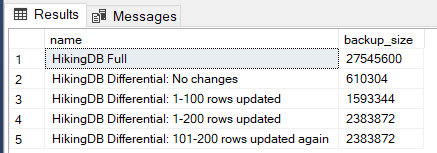 Results Messages
name backup_size
1 HikingDB Full 27545600
2 HikingDB Differential: No changes 610304
3 HikingDB Differential: 1-100 rows updated 1593344
4 HikingDB Differential: 1-200 rows updated 2383872
5 HikingDB Differential: 101-200 rows updated again 2383872